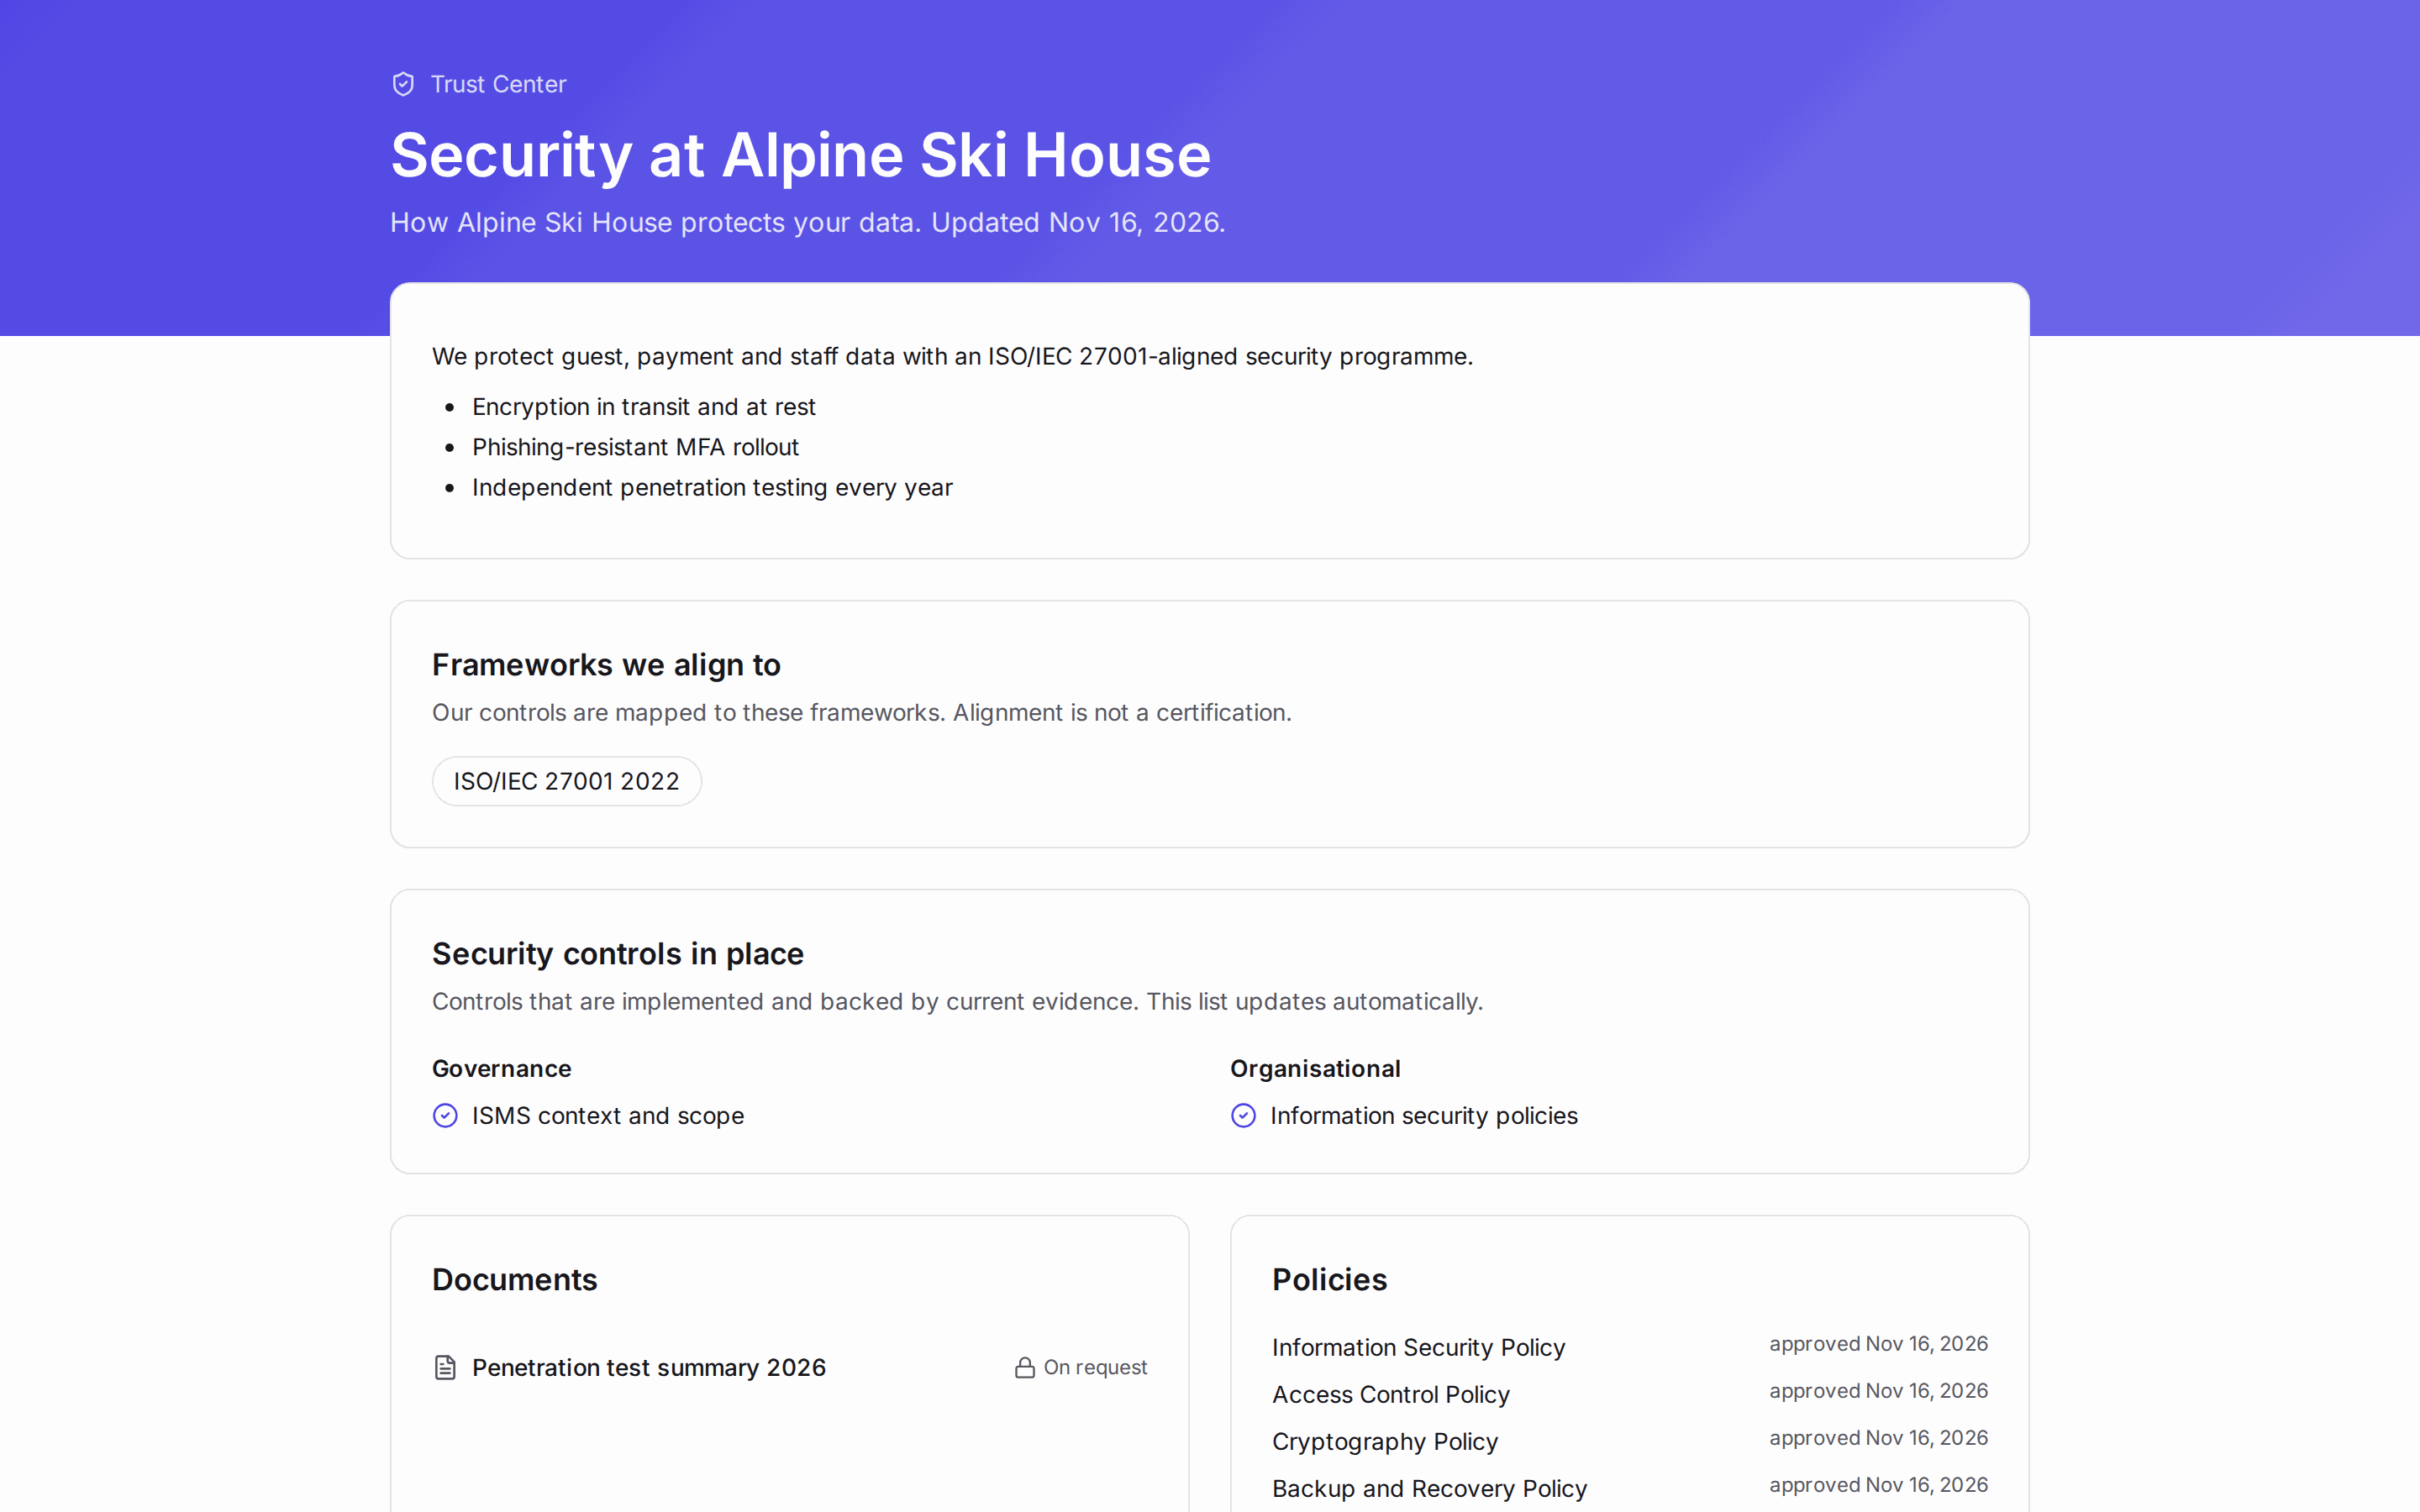 Trust Center
Security at Alpine Ski House
How Alpine Ski House protects your data. Updated Nov 16, 2026.
We protect guest, payment and staff data with an ISO/IEC 27001-aligned security programme.
Encryption in transit and at rest
Phishing-resistant MFA rollout
Independent penetration testing every year
Frameworks we align to
Our controls are mapped to these frameworks. Alignment is not a certification.
ISO/IEC 27001 2022
Security controls in place
Controls that are implemented and backed by current evidence. This list updates automatically.
Governance
ISMS context and scope
Organisational
Information security policies
Documents
Penetration test summary 2026
On request
Policies
Information Security Policy
approved Nov 16, 2026
Access Control Policy
approved Nov 16, 2026
Cryptography Policy
approved Nov 16, 2026
Backup and Recovery Policy
approved Nov 16, 2026